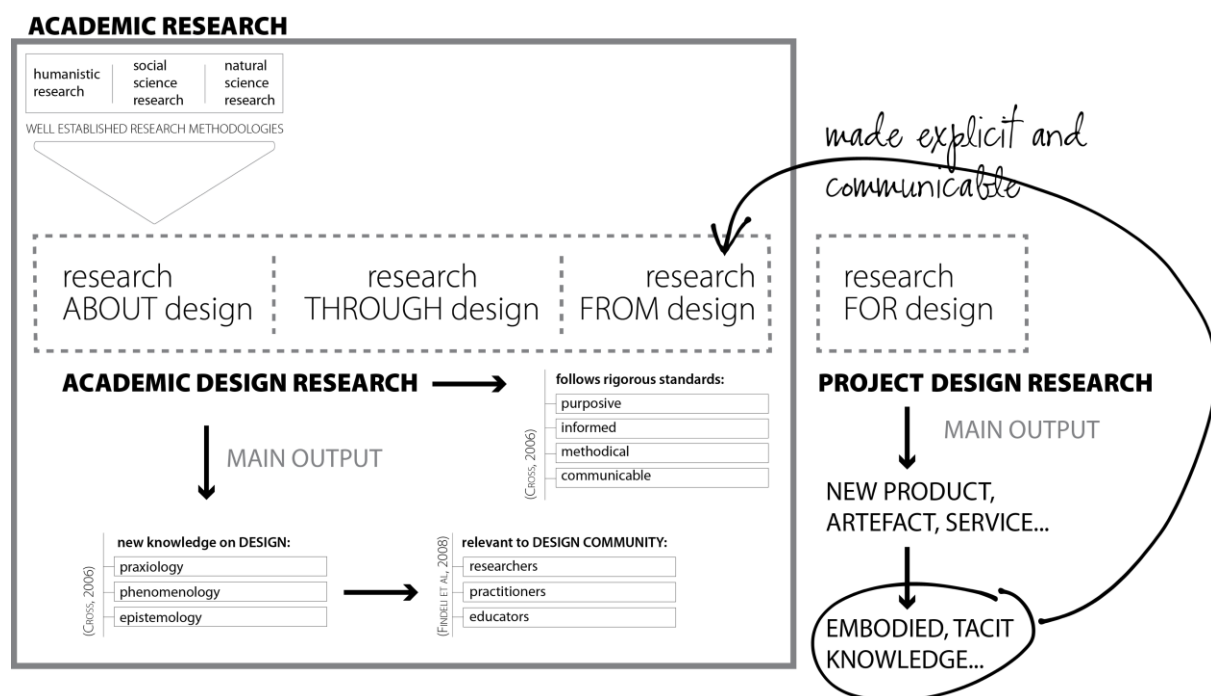 ACADEMIC RESEARCH
humanistic
research
social
science
research
natural
science
research
WELL ESTABLISHED RESEARCH METHODOLOGIES
made explicit and
communicable
research
ABOUT design
research
THROUGH design
research
FROM design
research
FOR design
ACADEMIC DESIGN RESEARCH
follows rigorous standards:
purposive
informed
methodical
communicable
(CROSS, 2006)
PROJECT DESIGN RESEARCH
MAIN OUTPUT
MAIN OUTPUT
NEW PRODUCT,
ARTEFACT, SERVICE...
new knowledge on DESIGN:
praxiology
phenomenology
epistemology
(CROSS, 2006)
relevant to DESIGN COMMUNITY:
researchers
practitioners
educators
(FINDELI ET AL, 2008)
EMBODIED, TACIT
KNOWLEDGE...